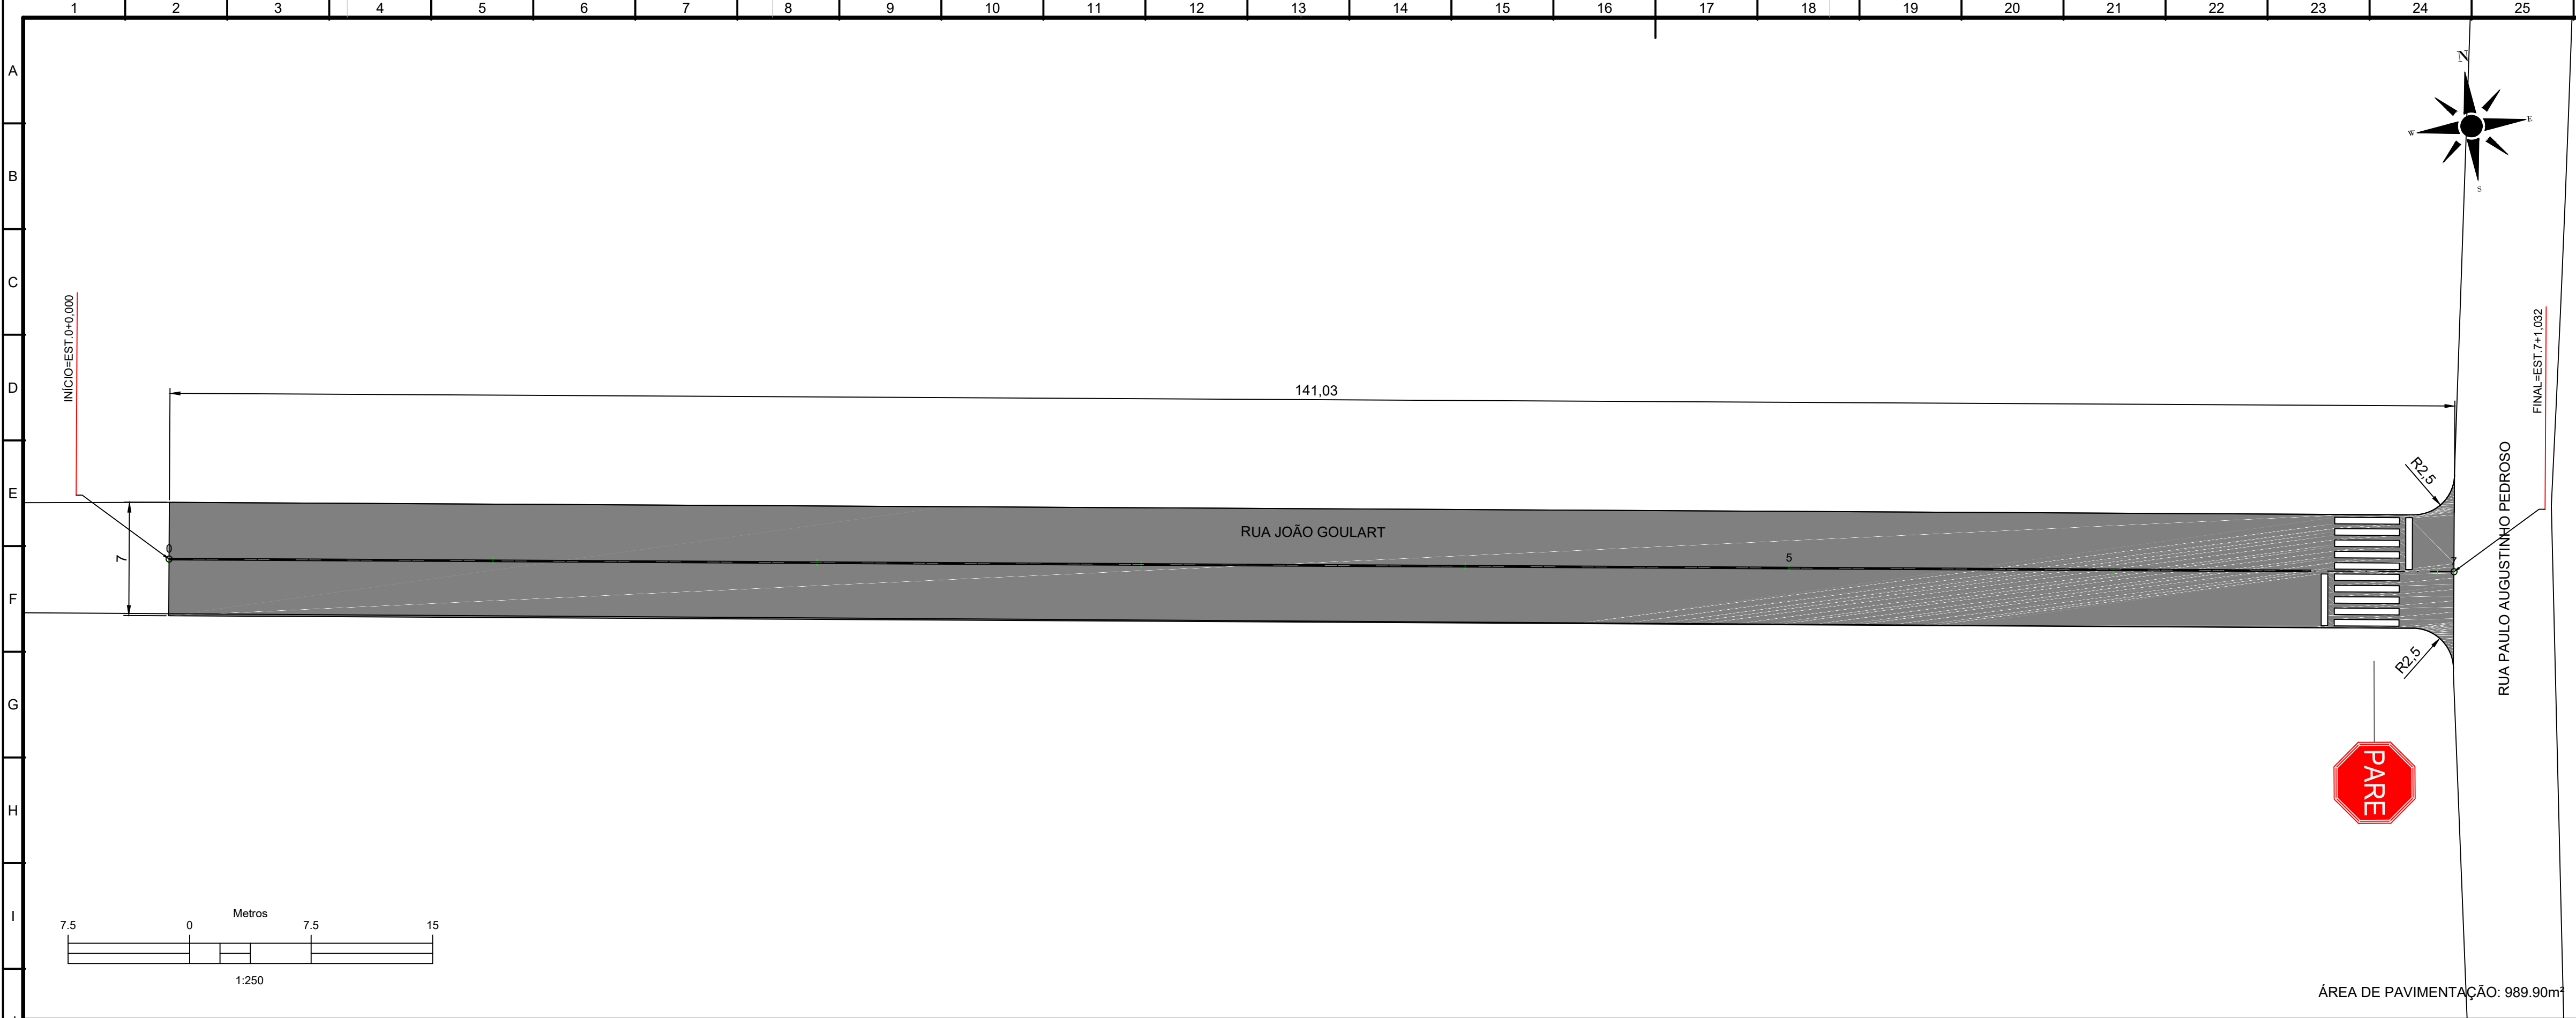 1 2 3 4 5 6 7 8 9 10 11 12 13 14 15 16 17 18 19 20 21 22 23 24 25
A
N
W
E
S
B
C
INÍCIO=EST.0+0,000
FINAL=EST.7+1,032
D
141,03
E
R2,5
RUA JOÃO GOULART
RUA PAULO AUGUSTINHO PEDROSO
0
7
5
7
F
R2,5
G
PARE
H
I
Metros
7.5 0 7.5 15
1:250
ÁREA DE PAVIMENTAÇÃO: 989.90m²